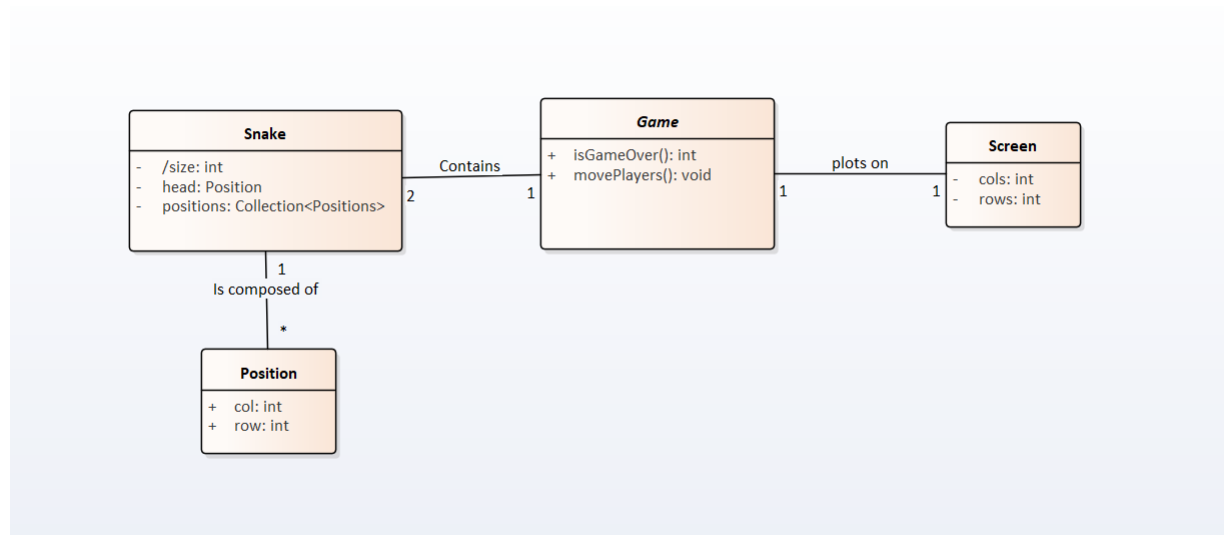 Snake
- /size: int
- head: Position
- positions: Collection<Positions>
Contains
2
1
Game
+ isGameOver(): int
+ movePlayers(): void
plots on
1
1
Screen
- cols: int
- rows: int
1
Is composed of
*
Position
+ col: int
+ row: int